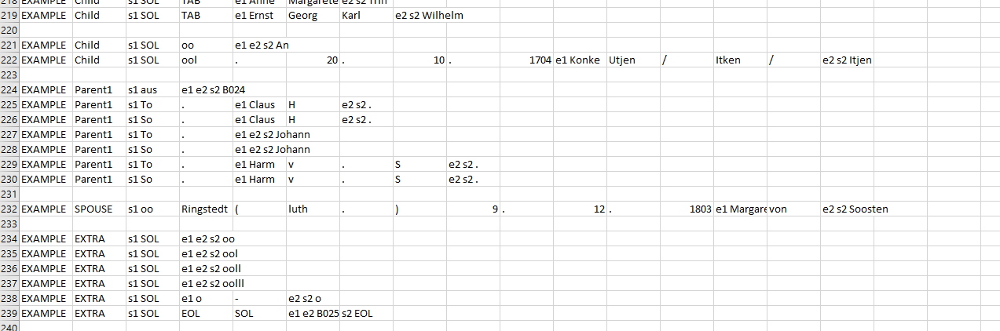 218 EXAMPLE Child s1 SOL TAB e1 Anne Margarete e2 s2 Trin
219 EXAMPLE Child s1 SOL TAB e1 Ernst Georg Karl e2 s2 Wilhelm
220
221 EXAMPLE Child s1 SOL oo e1 e2 s2 An
222 EXAMPLE Child s1 SOL ool . 20 . 10 . 1704 e1 Konke Utjen / Itken / e2 s2 Itjen
223
224 EXAMPLE Parent1 s1 aus e1 e2 s2 B024
225 EXAMPLE Parent1 s1 To . e1 Claus H e2 s2 .
226 EXAMPLE Parent1 s1 So . e1 Claus H e2 s2 .
227 EXAMPLE Parent1 s1 To . e1 e2 s2 Johann
228 EXAMPLE Parent1 s1 So . e1 e2 s2 Johann
229 EXAMPLE Parent1 s1 To . e1 Harm v . S e2 s2 .
230 EXAMPLE Parent1 s1 So . e1 Harm v . S e2 s2 .
231
232 EXAMPLE SPOUSE s1 oo Ringstedt ( luth . ) 9 . 12 . 1803 e1 Margare von e2 s2 Soosten
233
234 EXAMPLE EXTRA s1 SOL e1 e2 s2 oo
235 EXAMPLE EXTRA s1 SOL e1 e2 s2 ool
236 EXAMPLE EXTRA s1 SOL e1 e2 s2 ooll
237 EXAMPLE EXTRA s1 SOL e1 e2 s2 oolll
238 EXAMPLE EXTRA s1 SOL e1 o - e2 s2 o
239 EXAMPLE EXTRA s1 SOL EOL SOL e1 e2 B025 s2 EOL
240